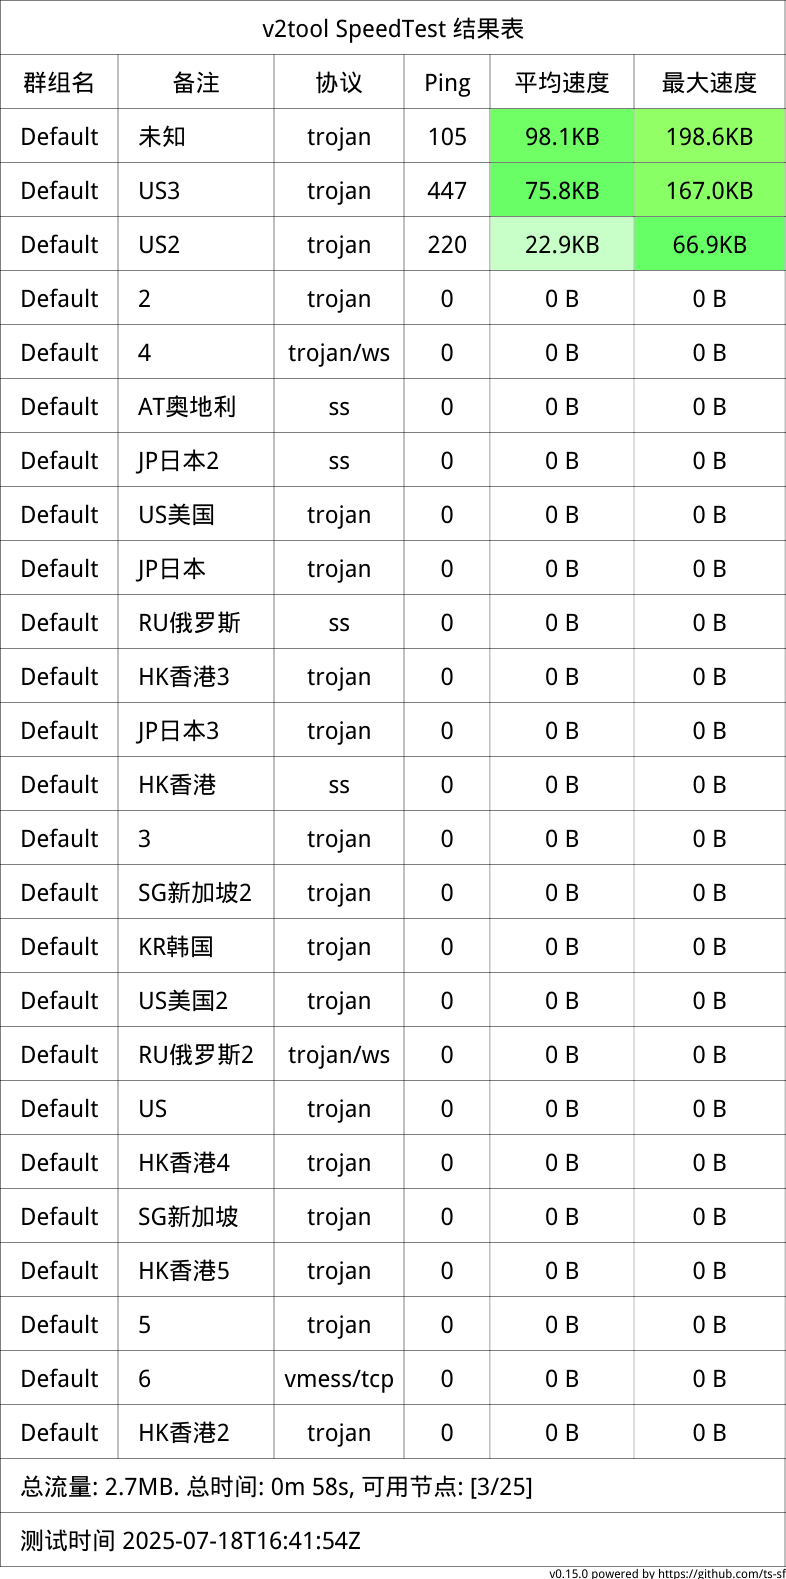 v2tool SpeedTest 结果表
群组名 备注 协议 Ping 平均速度 最大速度
Default 未知 trojan 105 98.1KB 198.6KB
Default US3 trojan 447 75.8KB 167.0KB
Default US2 trojan 220 22.9KB 66.9KB
Default 2 trojan 0 0 B 0 B
Default 4 trojan/ws 0 0 B 0 B
Default AT奥地利 ss 0 0 B 0 B
Default JP日本2 ss 0 0 B 0 B
Default US美国 trojan 0 0 B 0 B
Default JP日本 trojan 0 0 B 0 B
Default RU俄罗斯 ss 0 0 B 0 B
Default HK香港3 trojan 0 0 B 0 B
Default JP日本3 trojan 0 0 B 0 B
Default HK香港 ss 0 0 B 0 B
Default 3 trojan 0 0 B 0 B
Default SG新加坡2 trojan 0 0 B 0 B
Default KR韩国 trojan 0 0 B 0 B
Default US美国2 trojan 0 0 B 0 B
Default RU俄罗斯2 trojan/ws 0 0 B 0 B
Default US trojan 0 0 B 0 B
Default HK香港4 trojan 0 0 B 0 B
Default SG新加坡 trojan 0 0 B 0 B
Default HK香港5 trojan 0 0 B 0 B
Default 5 trojan 0 0 B 0 B
Default 6 vmess/tcp 0 0 B 0 B
Default HK香港2 trojan 0 0 B 0 B
总流量: 2.7MB. 总时间: 0m 58s, 可用节点: [3/25]
测试时间 2025-07-18T16:41:54Z
v0.15.0 powered by https://github.com/ts-sf